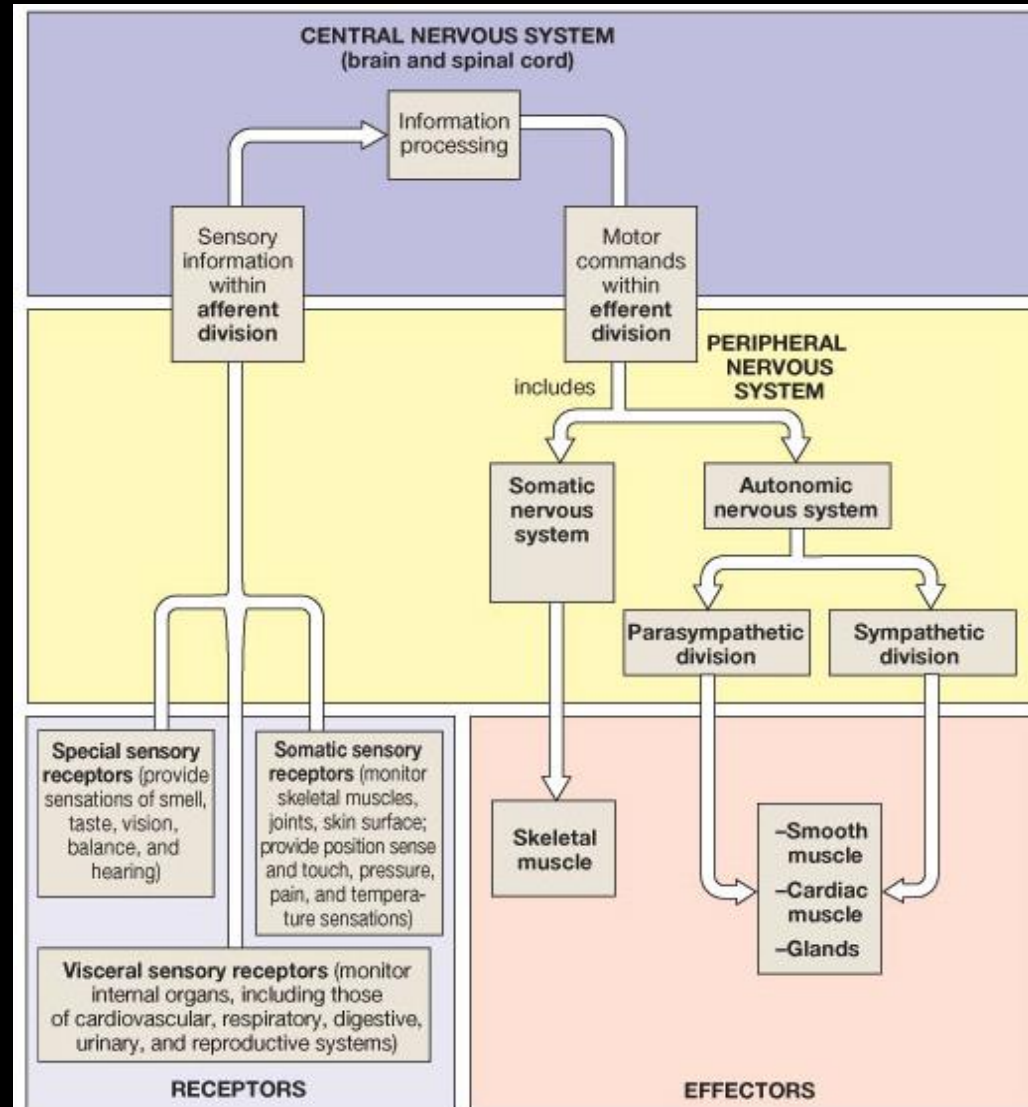 CENTRAL NERVOUS SYSTEM
(brain and spinal cord)
Information
processing
Sensory
information
within
afferent
division
Motor
commands
within
efferent
division
PERIPHERAL
NERVOUS
SYSTEM
includes
Somatic
nervous
system
Autonomic
nervous system
Parasympathetic
division
Sympathetic
division
Special sensory
receptors (provide
sensations of smell,
taste, vision,
balance, and
hearing)
Somatic sensory
receptors (monitor
skeletal muscles,
joints, skin surface;
provide position sense
and touch, pressure,
pain, and tempera-
ture sensations)
Visceral sensory receptors (monitor
internal organs, including those
of cardiovascular, respiratory, digestive,
urinary, and reproductive systems)
RECEPTORS
Skeletal
muscle
–Smooth
muscle
–Cardiac
muscle
–Glands
EFFECTORS